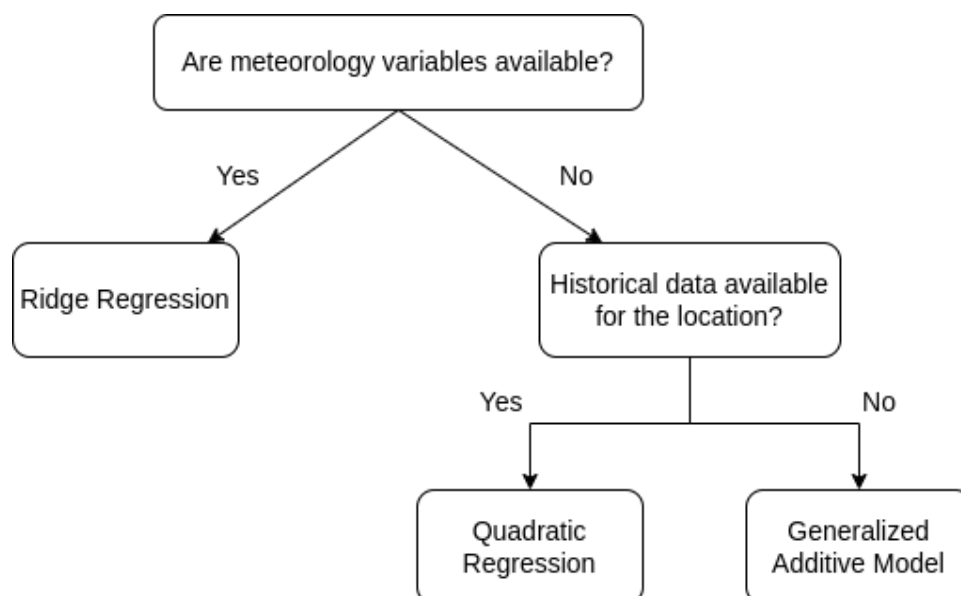 Are meteorology variables available?
Yes
No
Ridge Regression
Historical data available
for the location?
Yes
No
Quadratic
Regression
Generalized
Additive Model